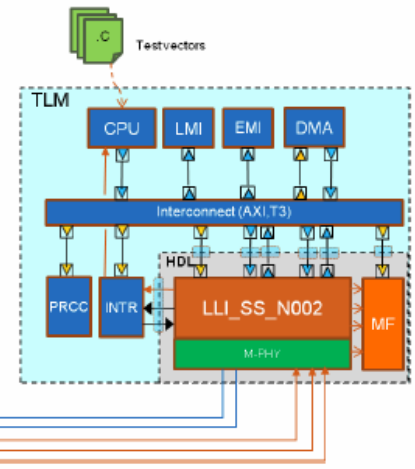 .C
Testvectors
TLM
CPU
LMI
EMI
DMA
Interconnect (AXI,T3)
HDL
PRCC
INTR
LLI_SS_N002
MF
M-PHY